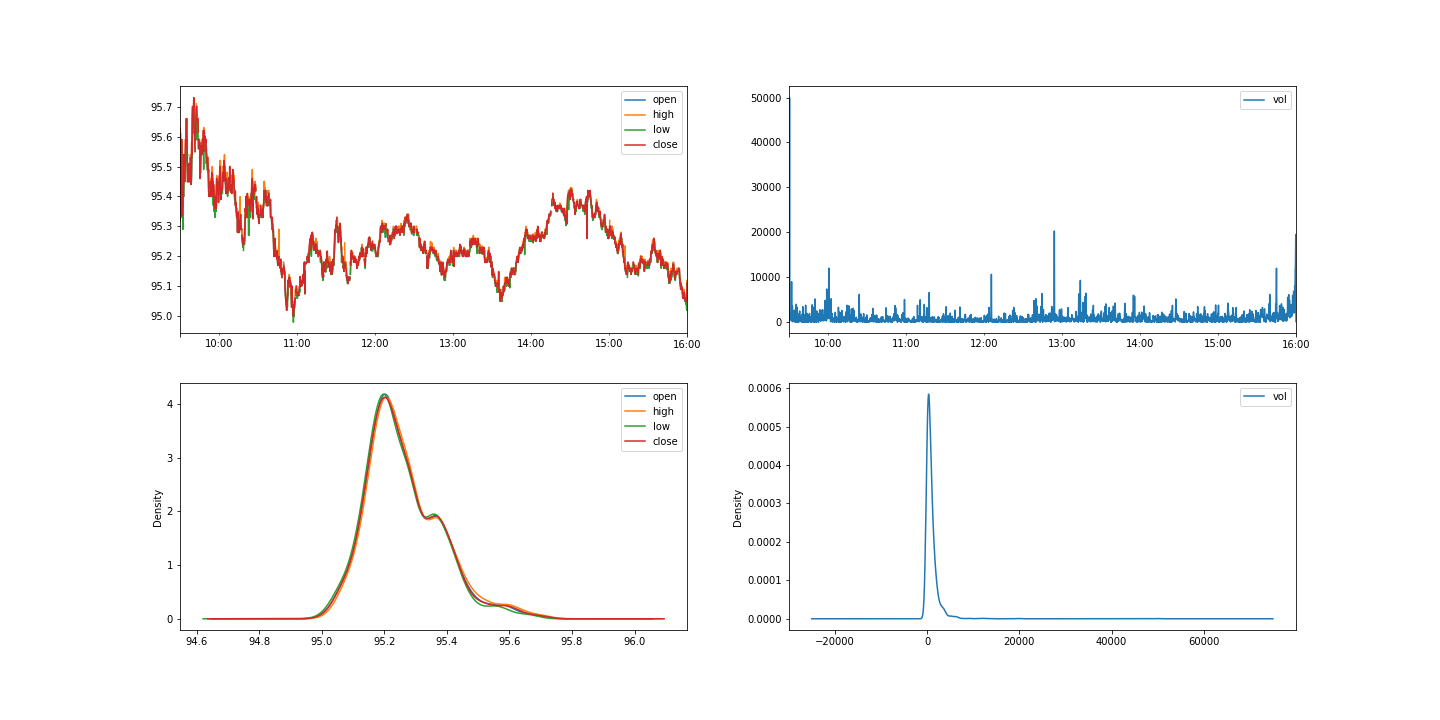 95.7
95.6
95.5
95.4
95.3
95.2
95.1
95.0
10:00 11:00 12:00 13:00 14:00 15:00 16:00
open
high
low
close
50000
40000
30000
20000
10000
0
10:00 11:00 12:00 13:00 14:00 15:00 16:00
vol
Density
4
3
2
1
0
94.6 94.8 95.0 95.2 95.4 95.6 95.8 96.0
open
high
low
close
Density
0.0006
0.0005
0.0004
0.0003
0.0002
0.0001
0.0000
−20000 0 20000 40000 60000
vol